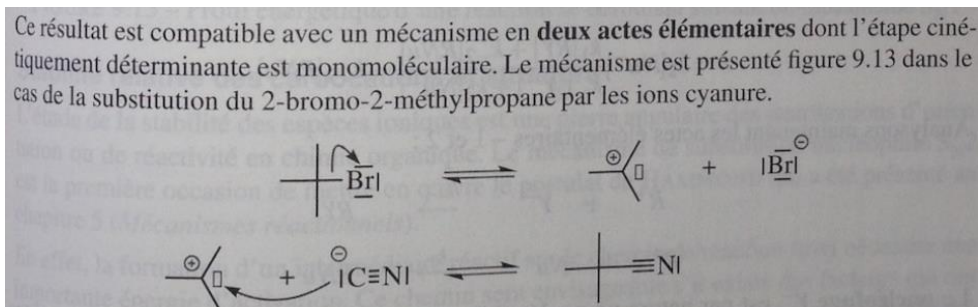 Ce résultat est compatible avec un mécanisme en deux actes élémentaires dont l'étape ciné-
tiquement déterminante est monomoléculaire. Le mécanisme est présenté figure 9.13 dans le
cas de la substitution du 2-bromo-2-méthylpropane par les ions cyanure.
Br| ⇌ ⊕ + |Br| ⊖
⊕ + ⊖ |C≡N| ⇌ ≡N|